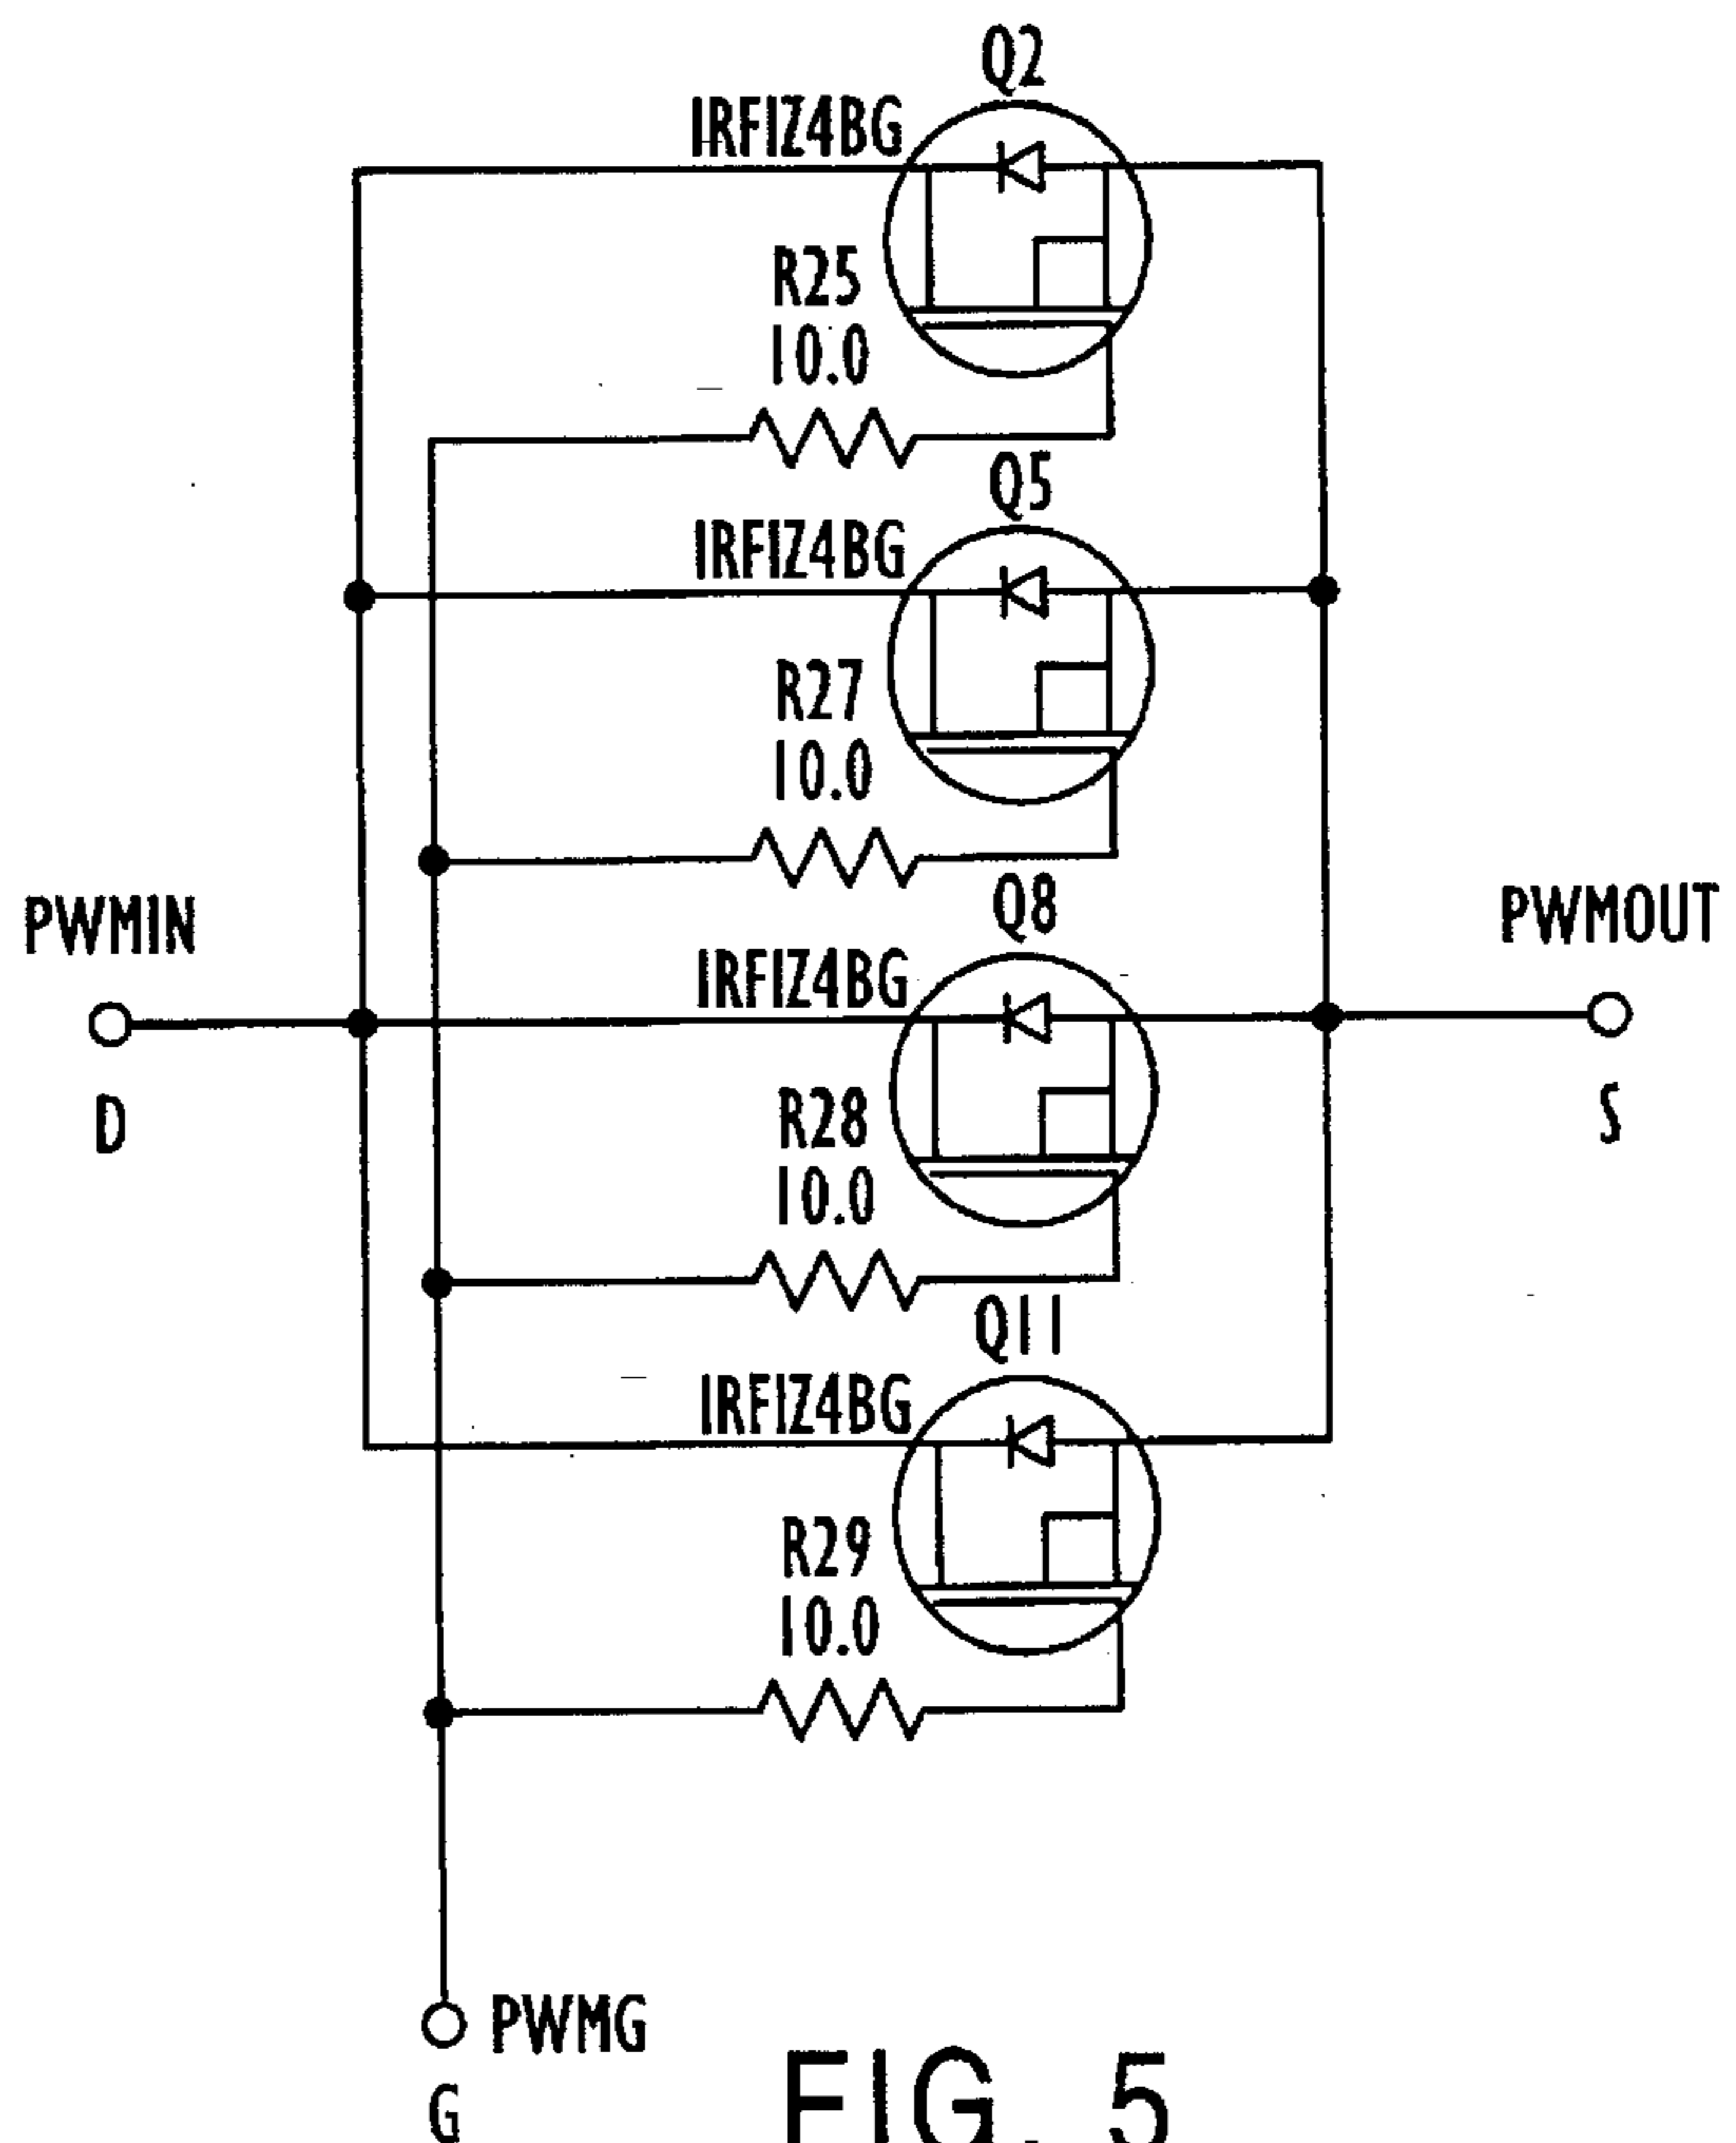 Q2
IRFIZ4BG
R25
10.0
Q5
IRFIZ4BG
R27
10.0
Q8
PWMIN
PWMOUT
IRFIZ4BG
D
R28
10.0
S
Q11
IRFIZ4BG
R29
10.0
PWMG
G
FIG. 5